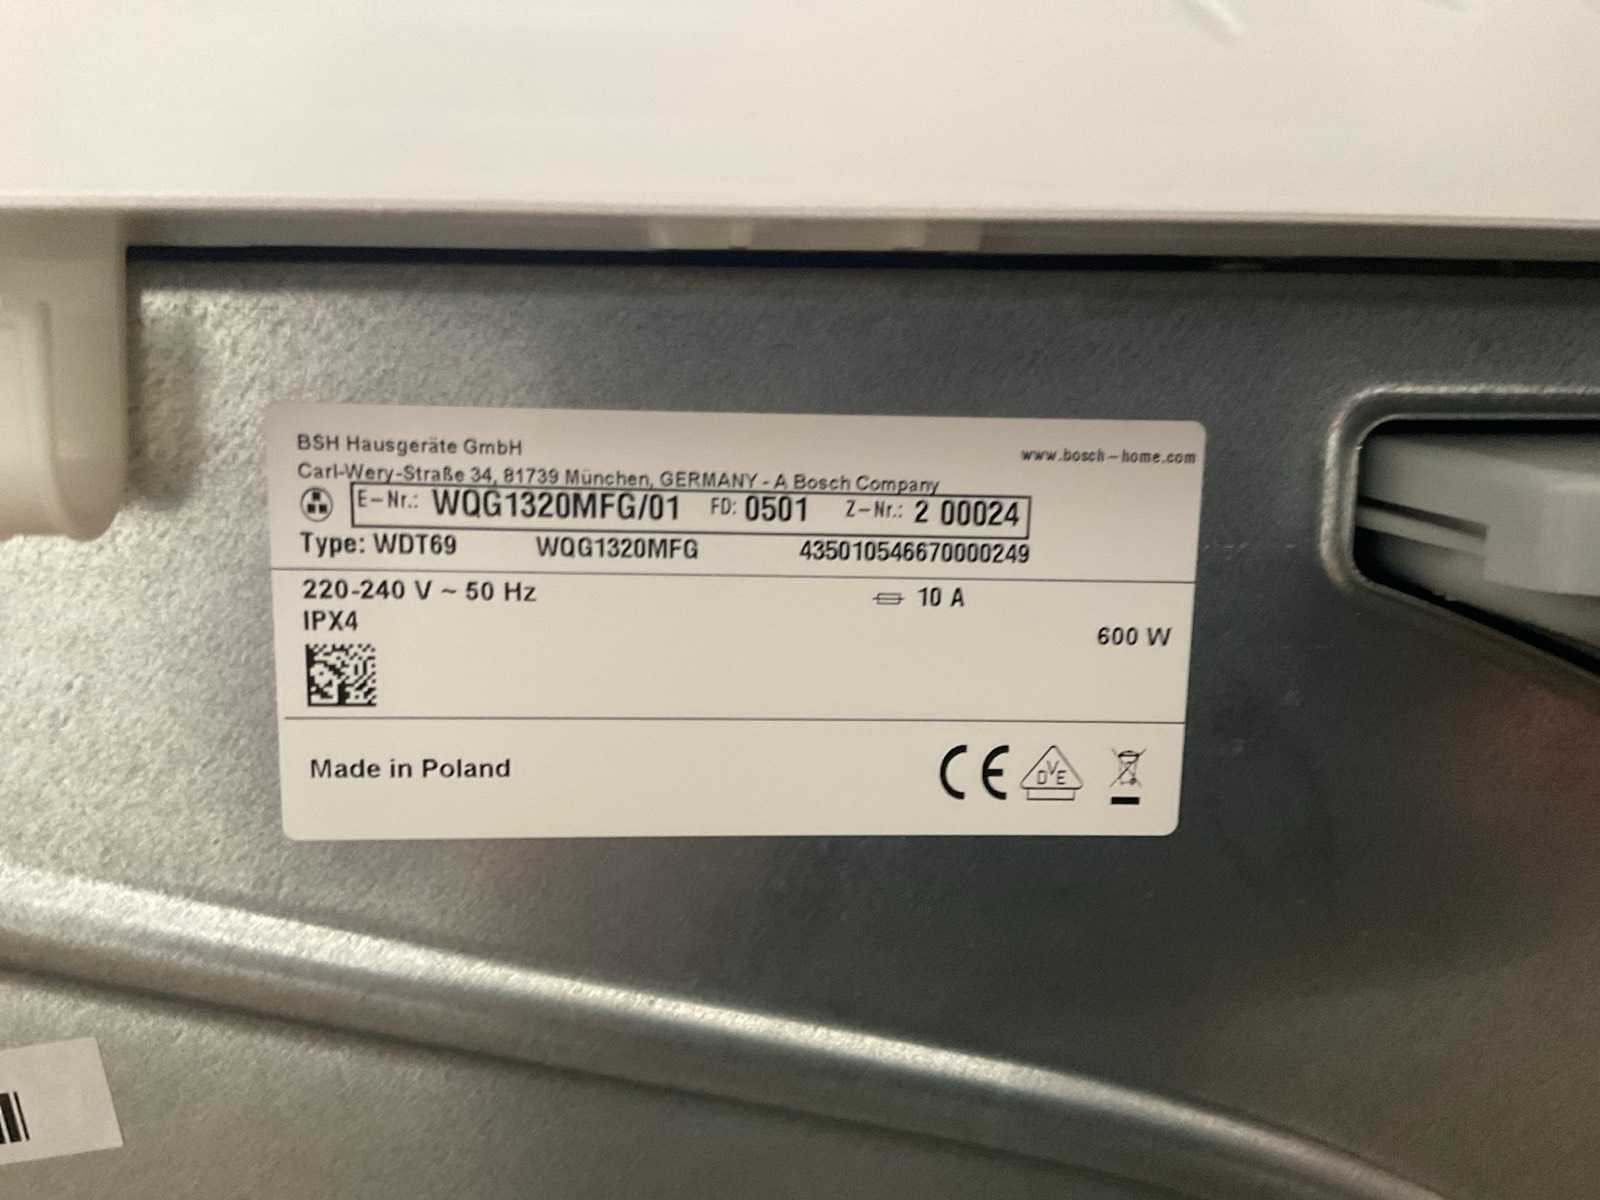 BSH Hausgeräte GmbH
www.bosch-home.com
Carl-Wery-Straße 34, 81739 München, GERMANY - A Bosch Company
E-Nr.: WQG1320MFG/01 FD: 0501 Z-Nr.: 2 00024
Type: WDT69 WQG1320MFG 435010546670000249
220-240 V ~ 50 Hz 10 A
IPX4
600 W
Made in Poland
CE DVE